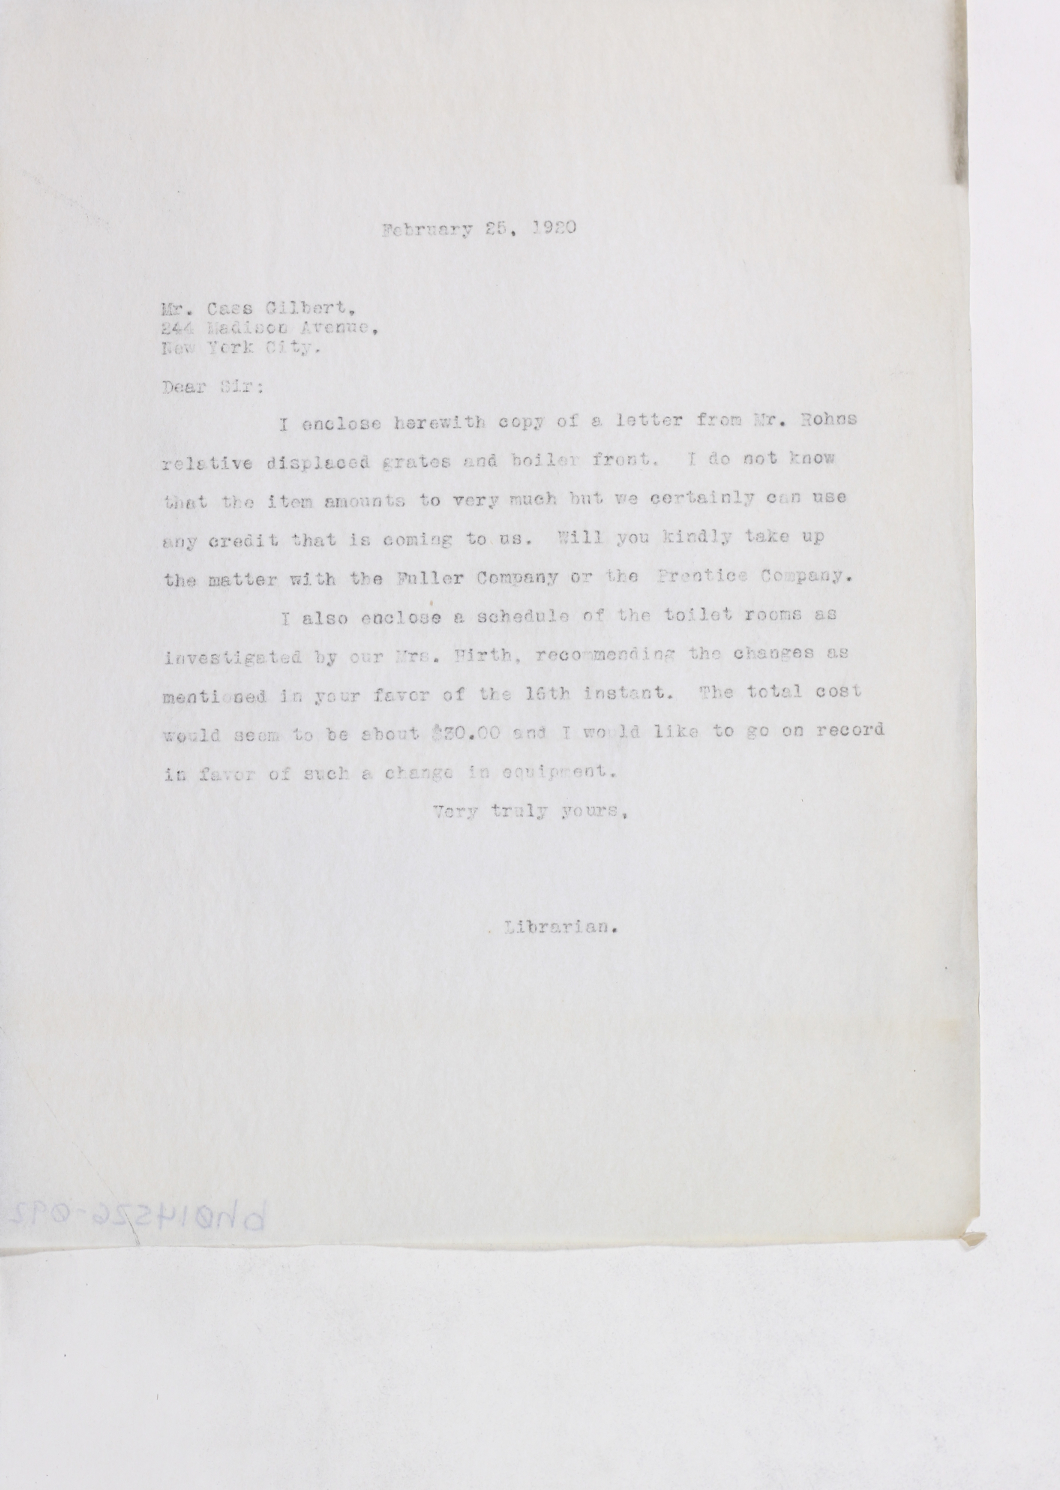 February 25, 1920
Mr. Cass Gilbert,
244 Madison Avenue,
New York City.
Dear Sir:
I enclose herewith copy of a letter from Mr. Rohns
relative displaced grates and boiler front. I do not know
that the item amounts to very much but we certainly can use
any credit that is coming to us. Will you kindly take up
the matter with the Fuller Company or the Prentice Company.
I also enclose a schedule of the toilet rooms as
investigated by our Mrs. Hirth, recommending the changes as
mentioned in your favor of the 16th instant. The total cost
would seem to be about $30.00 and I would like to go on record
in favor of such a change in equipment.
Very truly yours,
Librarian.
bh014526-092